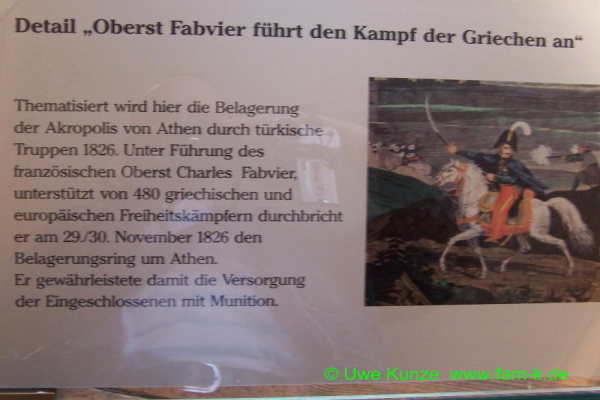 Detail „Oberst Fabvier führt den Kampf der Griechen an“
Thematisiert wird hier die Belagerung
der Akropolis von Athen durch türkische
Truppen 1826. Unter Führung des
französischen Oberst Charles Fabvier,
unterstützt von 480 griechischen und
europäischen Freiheitskämpfern durchbricht
er am 29./30. November 1826 den
Belagerungsring um Athen.
Er gewährleistete damit die Versorgung
der Eingeschlossenen mit Munition.
© Uwe Kunze www.fam-k.de